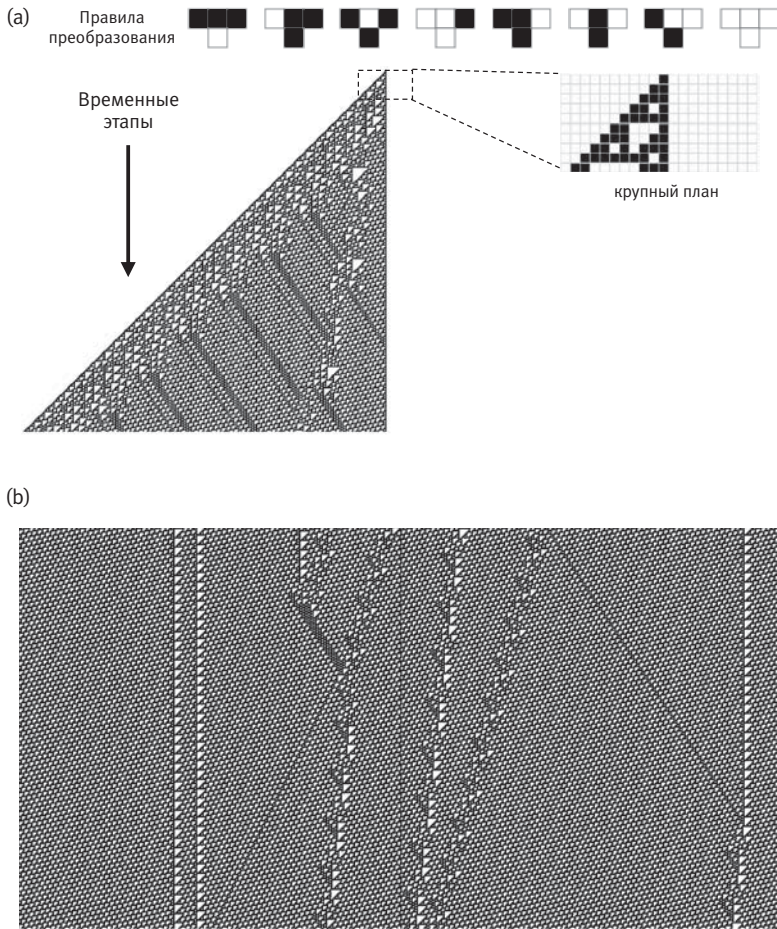 (a)
Правила
преобразования
Временные
этапы
крупный план
(b)